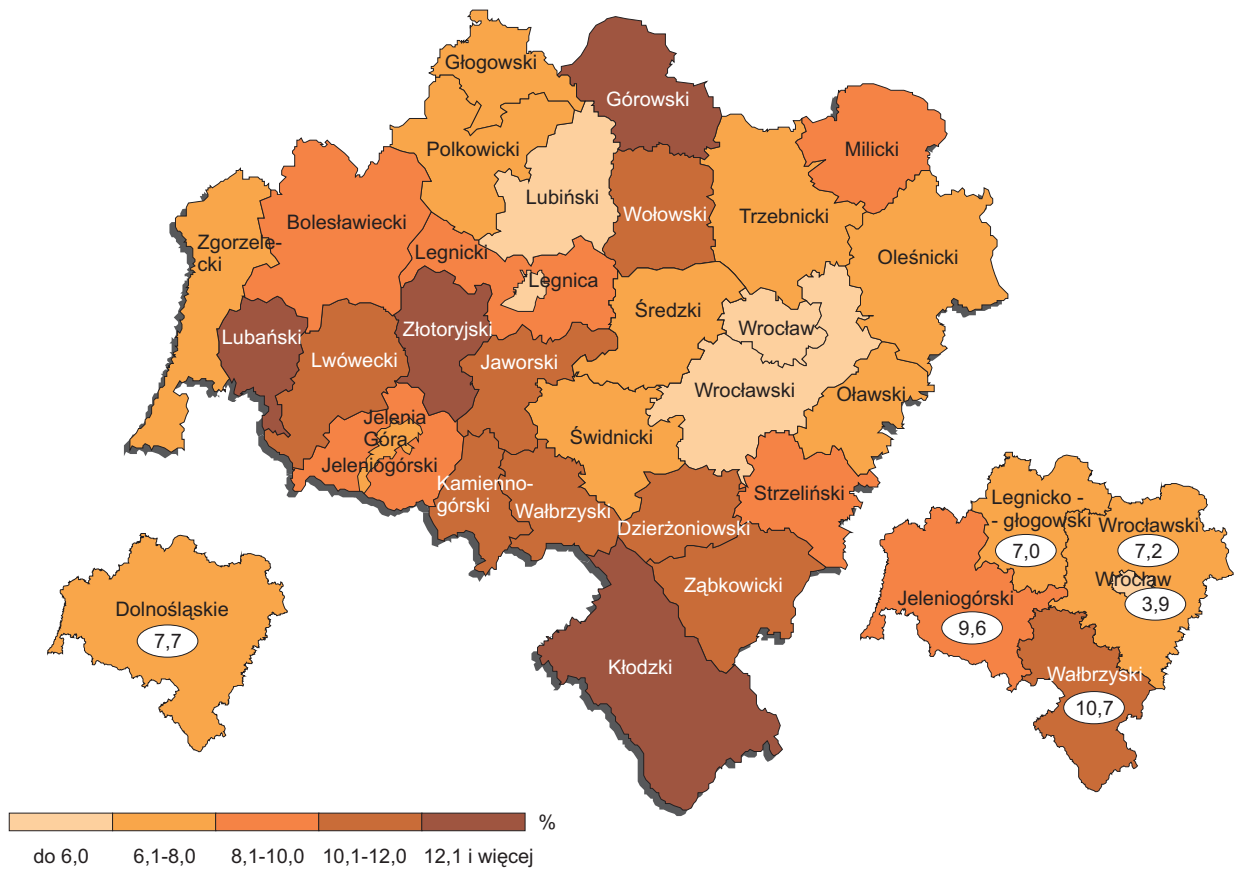 Głogowski
Górowski
Polkowicki
Milicki
Lubiński
Wołowski
Trzebnicki
Bolesławiecki
Zgorzele-
cki
Legnicki
Oleśnicki
Legnica
Średzki
Lubański
Złotoryjski
Wrocław
Lwówecki
Jaworski
Wrocławski
Oławski
Jelenia
Góra
Świdnicki
Jeleniogórski
Kamienno-
górski
Wałbrzyski
Dzierżoniowski
Strzeliński
Ząbkowicki
Kłodzki
Dolnośląskie
7,7
Legnicko -
- głogowski
7,0
Wrocławski
7,2
Wrocław
3,9
Jeleniogórski
9,6
Wałbrzyski
10,7
%
do 6,0 6,1-8,0 8,1-10,0 10,1-12,0 12,1 i więcej